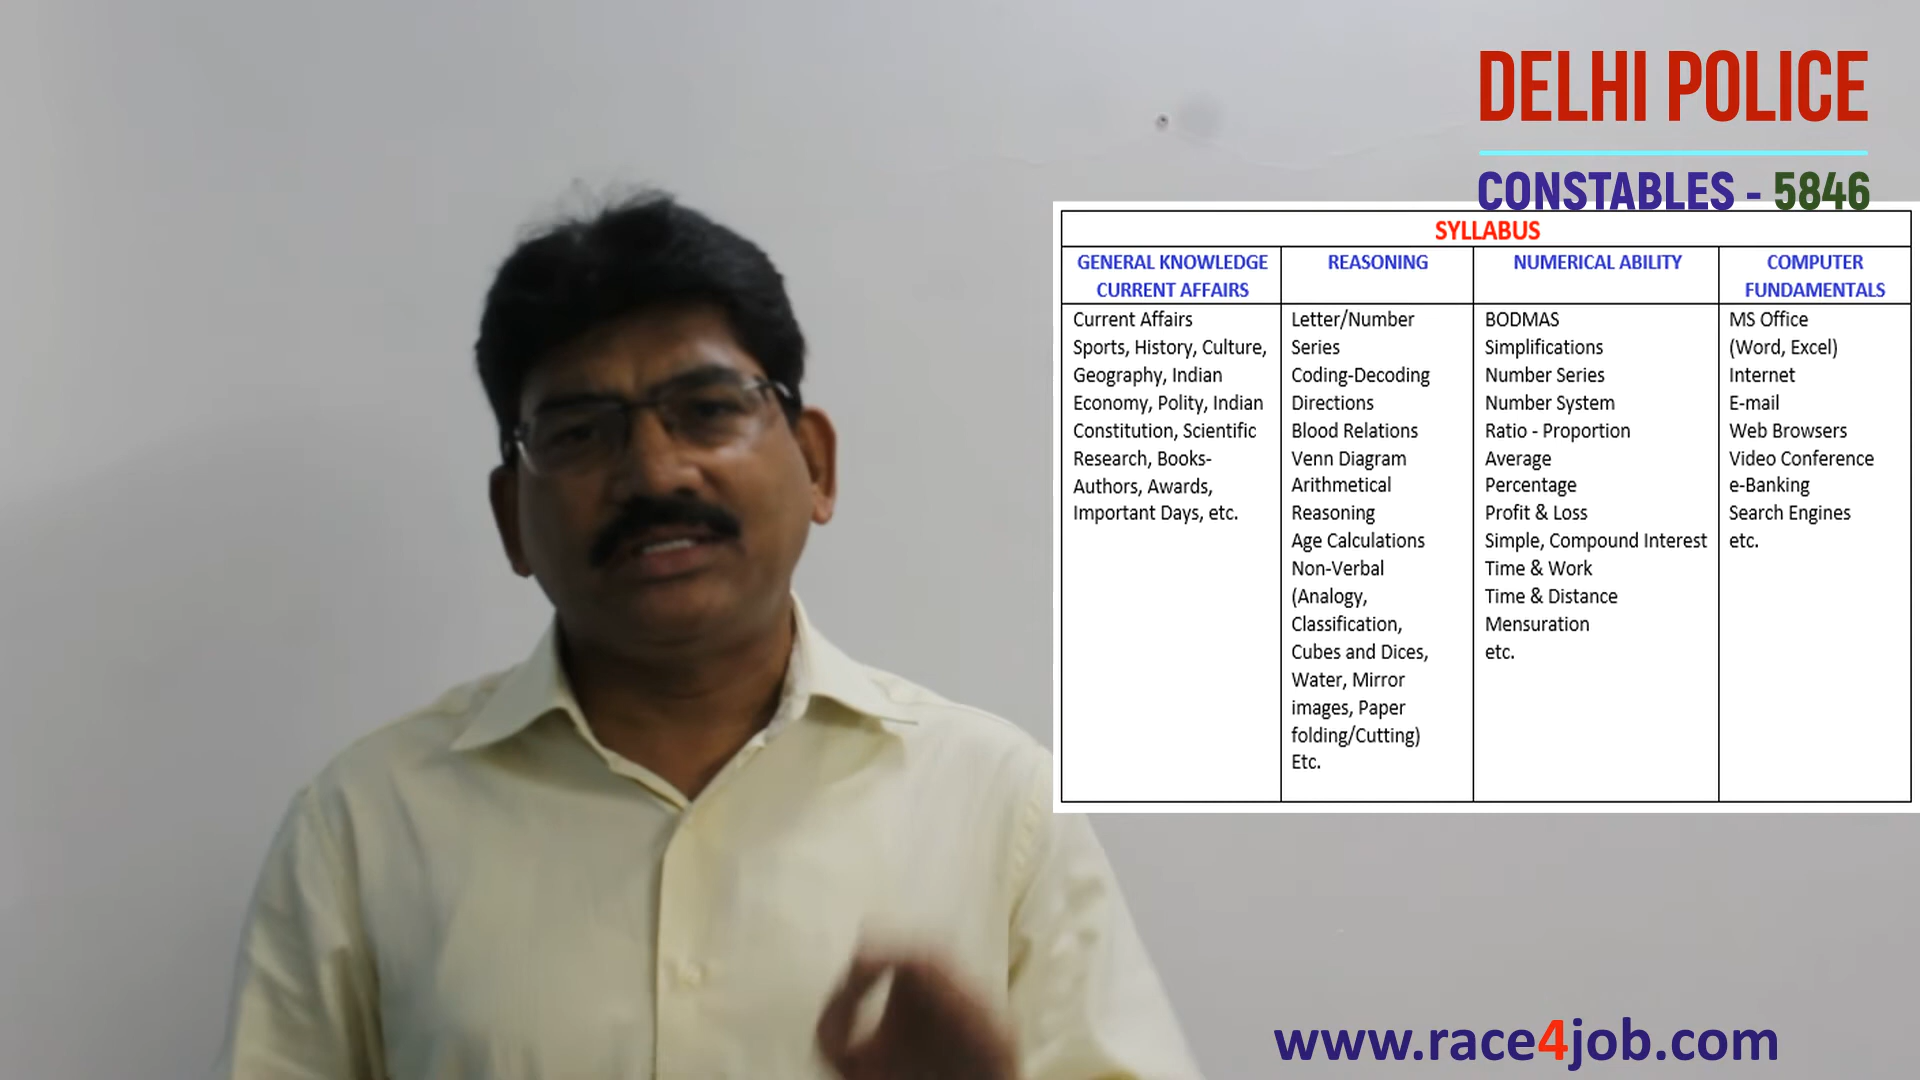 DELHI POLICE
CONSTABLES - 5846
SYLLABUS
GENERAL KNOWLEDGE
CURRENT AFFAIRS
Current Affairs
Sports, History, Culture,
Geography, Indian
Economy, Polity, Indian
Constitution, Scientific
Research, Books-
Authors, Awards,
Important Days, etc.
REASONING
Letter/Number
Series
Coding-Decoding
Directions
Blood Relations
Venn Diagram
Arithmetical
Reasoning
Age Calculations
Non-Verbal
(Analogy,
Classification,
Cubes and Dices,
Water, Mirror
images, Paper
folding/Cutting)
Etc.
NUMERICAL ABILITY
BODMAS
Simplifications
Number Series
Number System
Ratio - Proportion
Average
Percentage
Profit & Loss
Simple, Compound Interest
Time & Work
Time & Distance
Mensuration
etc.
COMPUTER
FUNDAMENTALS
MS Office
(Word, Excel)
Internet
E-mail
Web Browsers
Video Conference
e-Banking
Search Engines
etc.
www.race4job.com